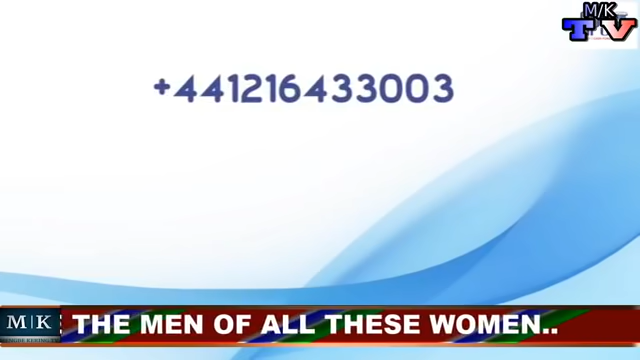 M/K
TV
+441216433003
M|K
THE MEN OF ALL THESE WOMEN..